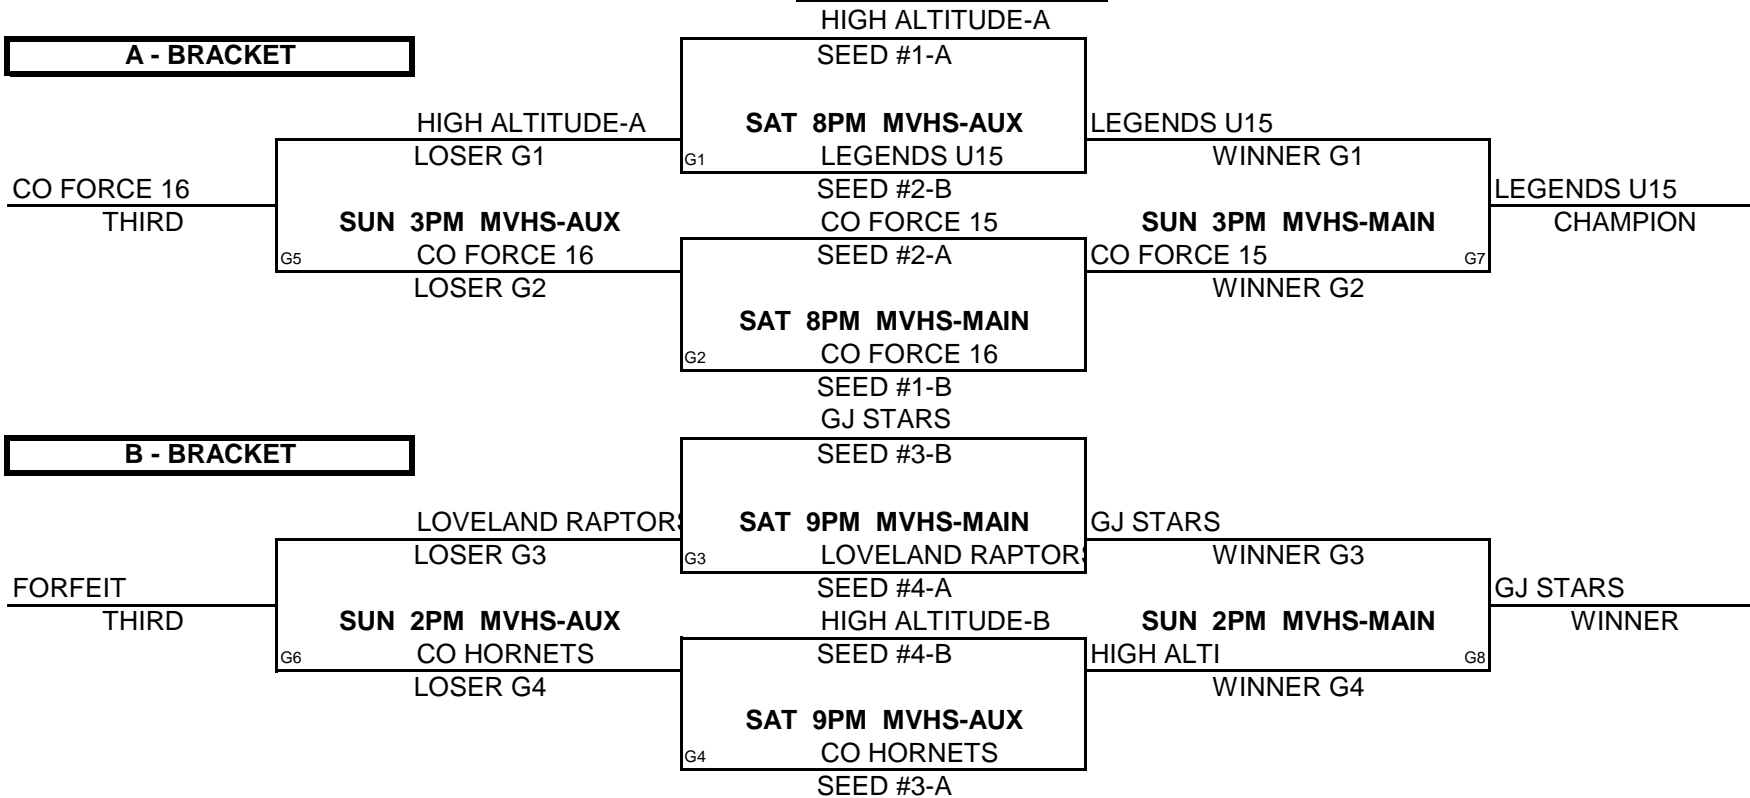 HIGH ALTITUDE-A
A - BRACKET
SEED #1-A
HIGH ALTITUDE-A
SAT 8PM MVHS-AUX
LEGENDS U15
LOSER G1
G1
LEGENDS U15
WINNER G1
CO FORCE 16
SEED #2-B
LEGENDS U15
THIRD
SUN 3PM MVHS-AUX
CO FORCE 15
SUN 3PM MVHS-MAIN
CHAMPION
G5
CO FORCE 16
SEED #2-A
CO FORCE 15
G7
LOSER G2
WINNER G2
SAT 8PM MVHS-MAIN
G2
CO FORCE 16
SEED #1-B
GJ STARS
B - BRACKET
SEED #3-B
LOVELAND RAPTORS
SAT 9PM MVHS-MAIN
GJ STARS
LOSER G3
G3
LOVELAND RAPTORS
WINNER G3
FORFEIT
SEED #4-A
GJ STARS
THIRD
SUN 2PM MVHS-AUX
HIGH ALTITUDE-B
SUN 2PM MVHS-MAIN
WINNER
G6
CO HORNETS
SEED #4-B
HIGH ALTI
G8
LOSER G4
WINNER G4
SAT 9PM MVHS-AUX
G4
CO HORNETS
SEED #3-A